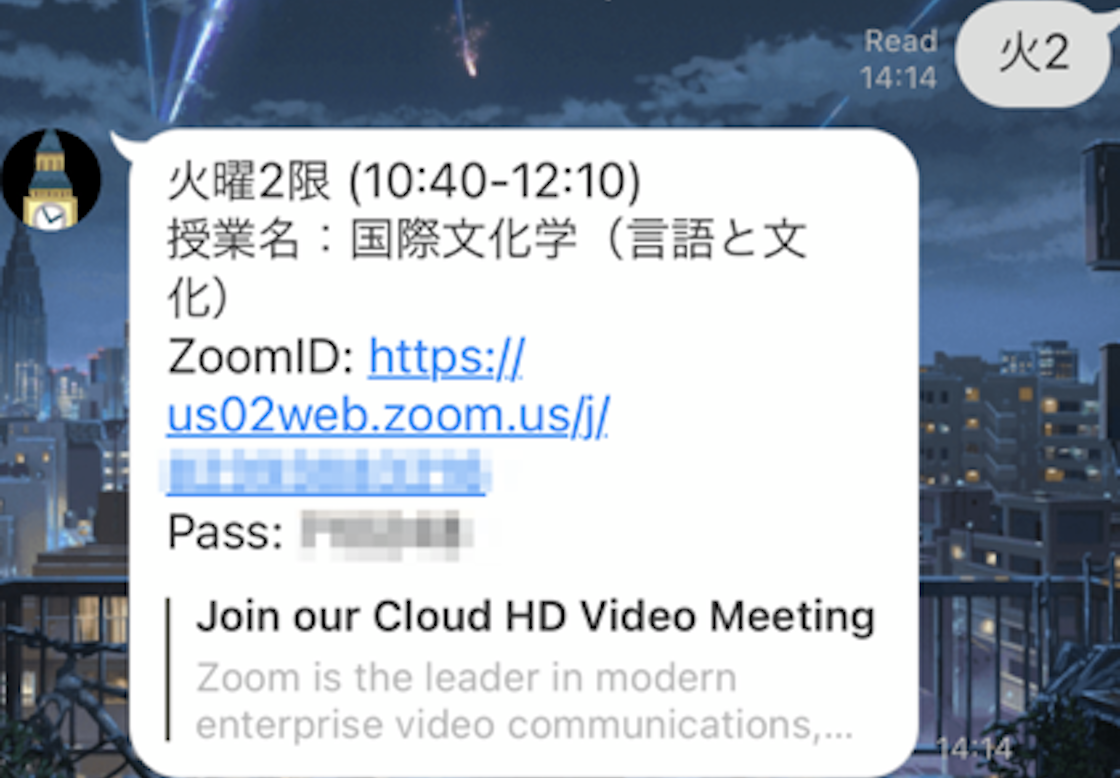 Read
14:14
火2
火曜2限 (10:40-12:10)
授業名：国際文化学（言語と文
化）
ZoomID: https://
us02web.zoom.us/j/
Pass:
Join our Cloud HD Video Meeting
Zoom is the leader in modern
enterprise video communications,...
14:14